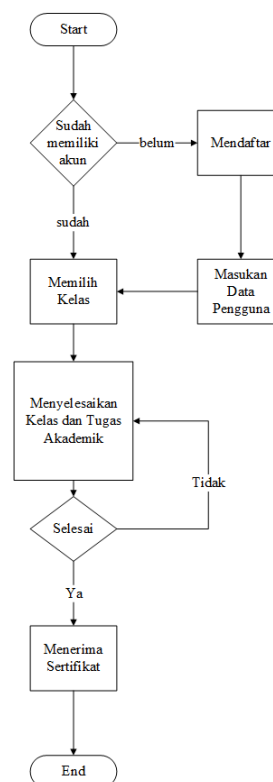 Start
Sudah
memiliki
akun
belum
Mendaftar
sudah
Memilih
Kelas
Masukan
Data
Pengguna
Menyelesaikan
Kelas dan Tugas
Akademik
Tidak
Selesai
Ya
Menerima
Sertifikat
End